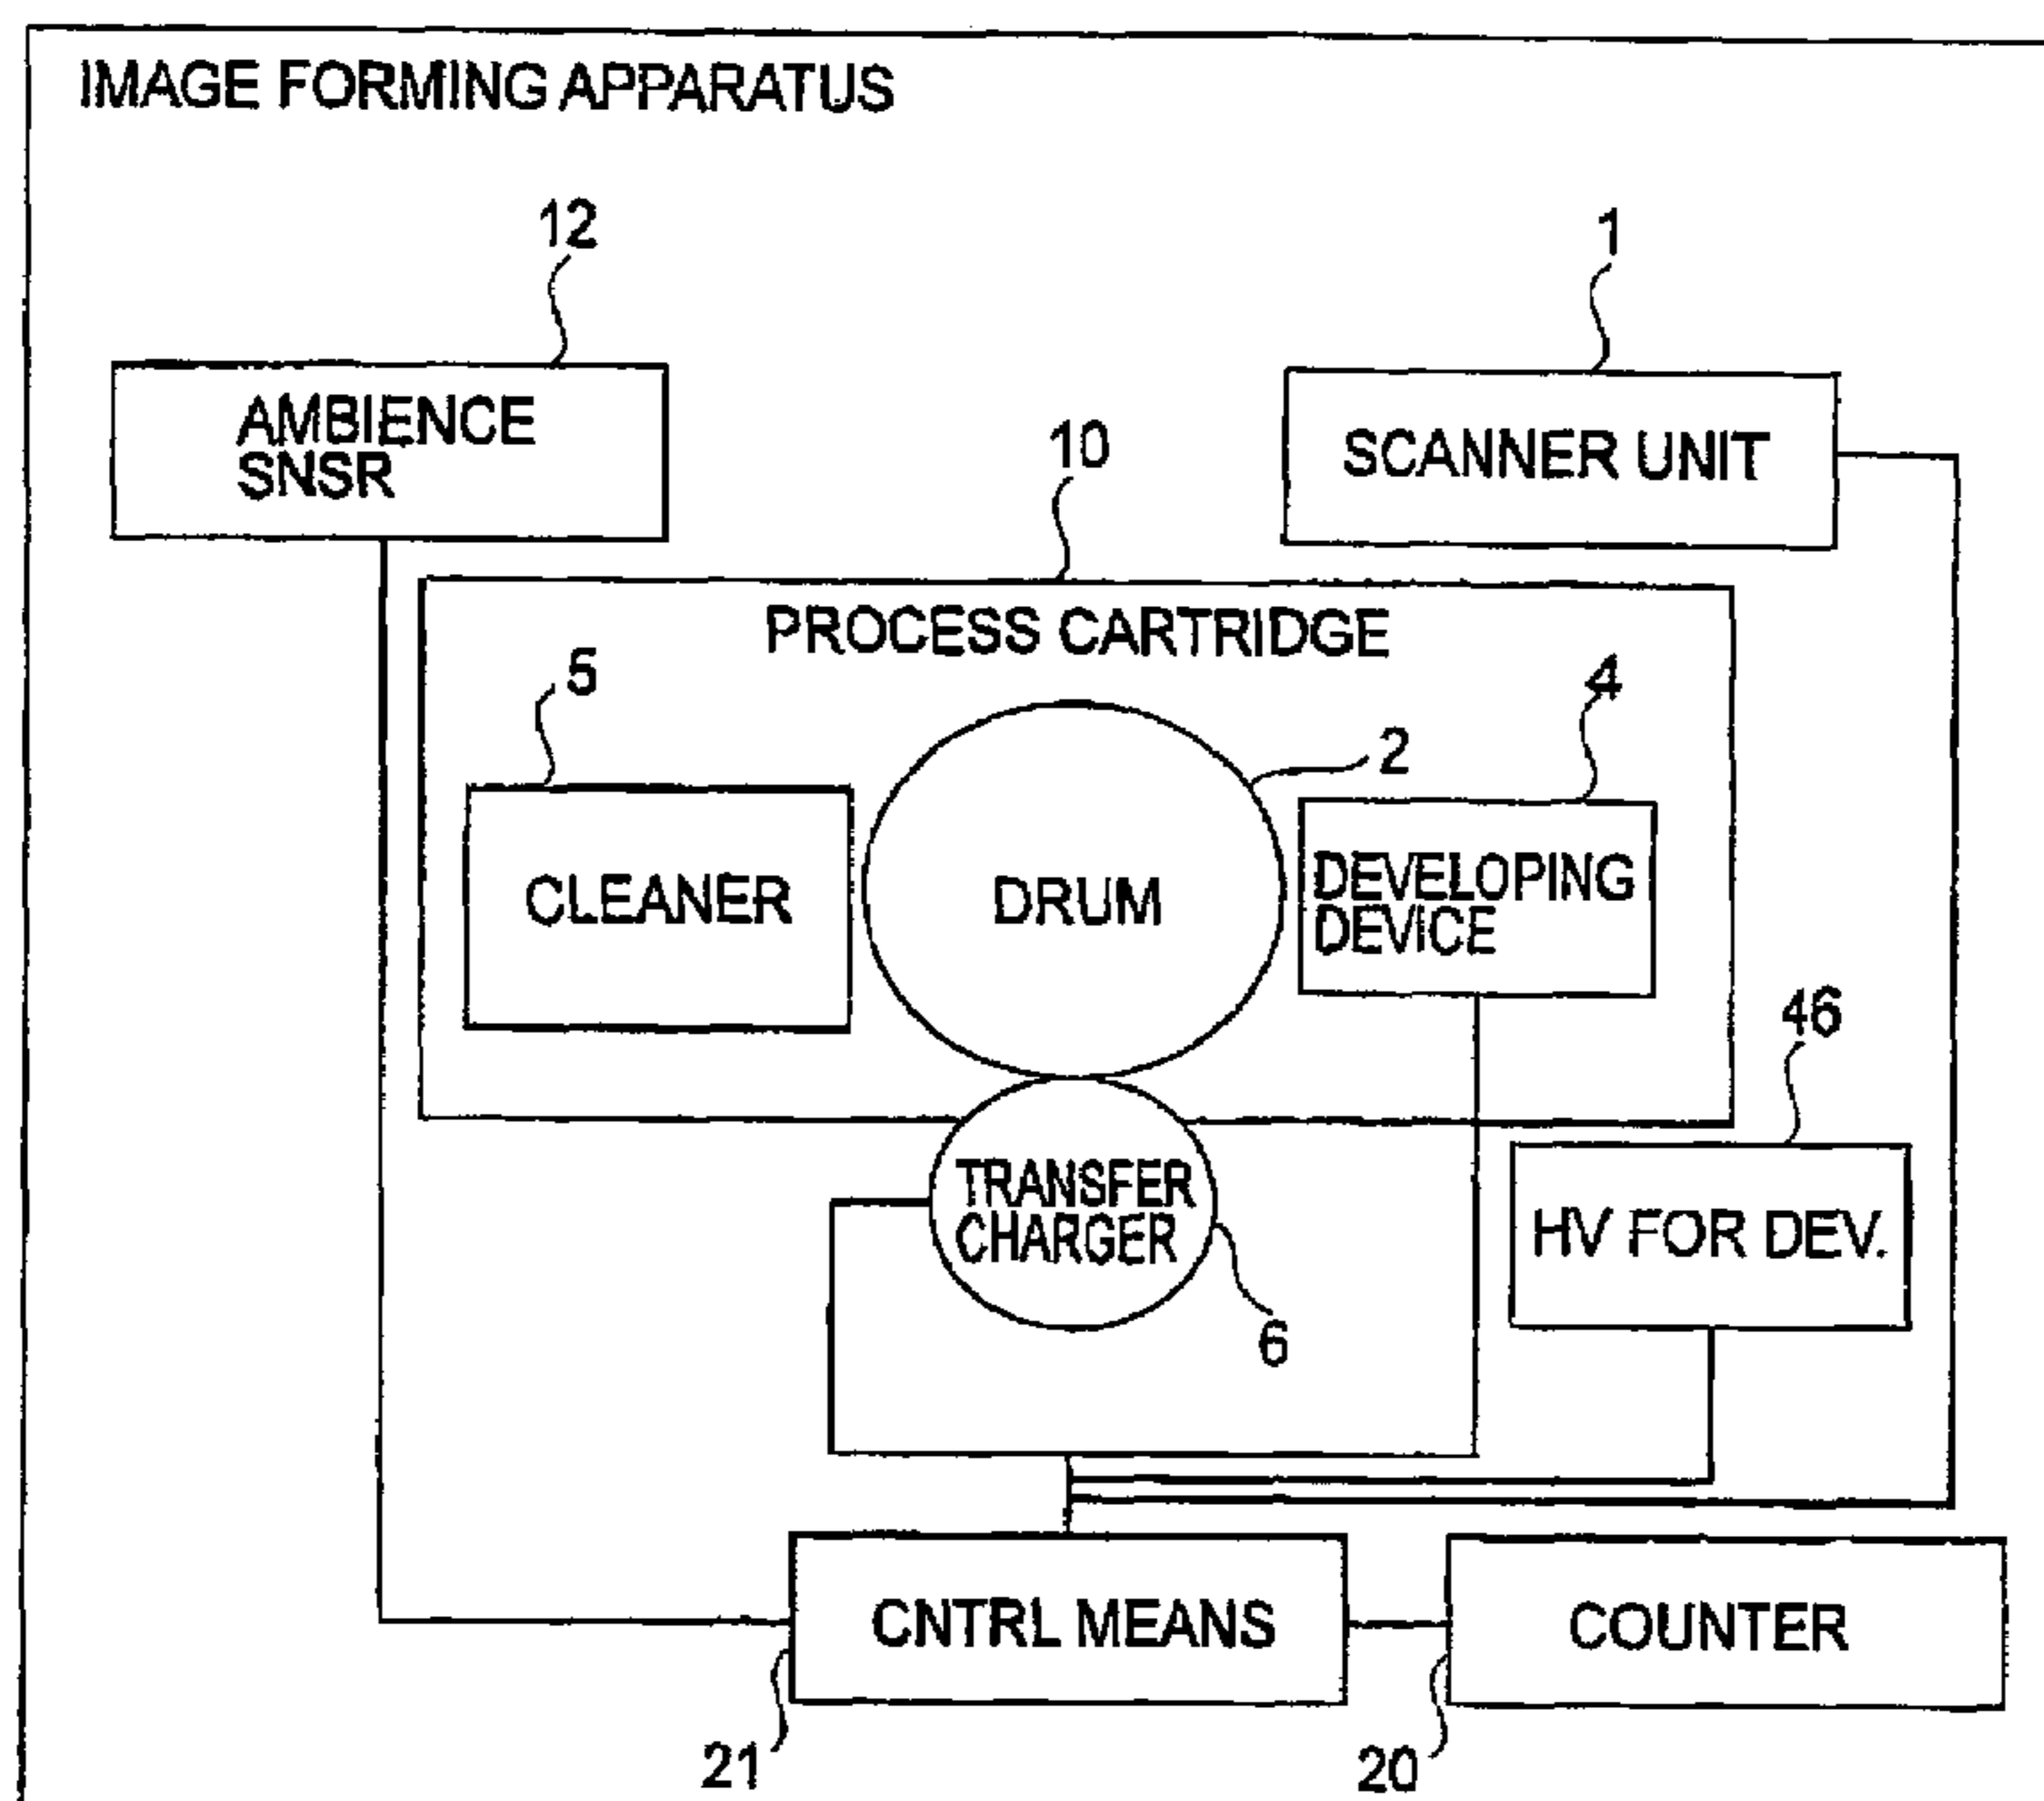 IMAGE FORMING APPARATUS
12
1
AMBIENCE
SNSR
10
SCANNER UNIT
PROCESS CARTRIDGE
5
4
2
CLEANER
DRUM
DEVELOPING
DEVICE
46
TRANSFER
CHARGER
HV FOR DEV.
6
CNTRL MEANS
COUNTER
21
20